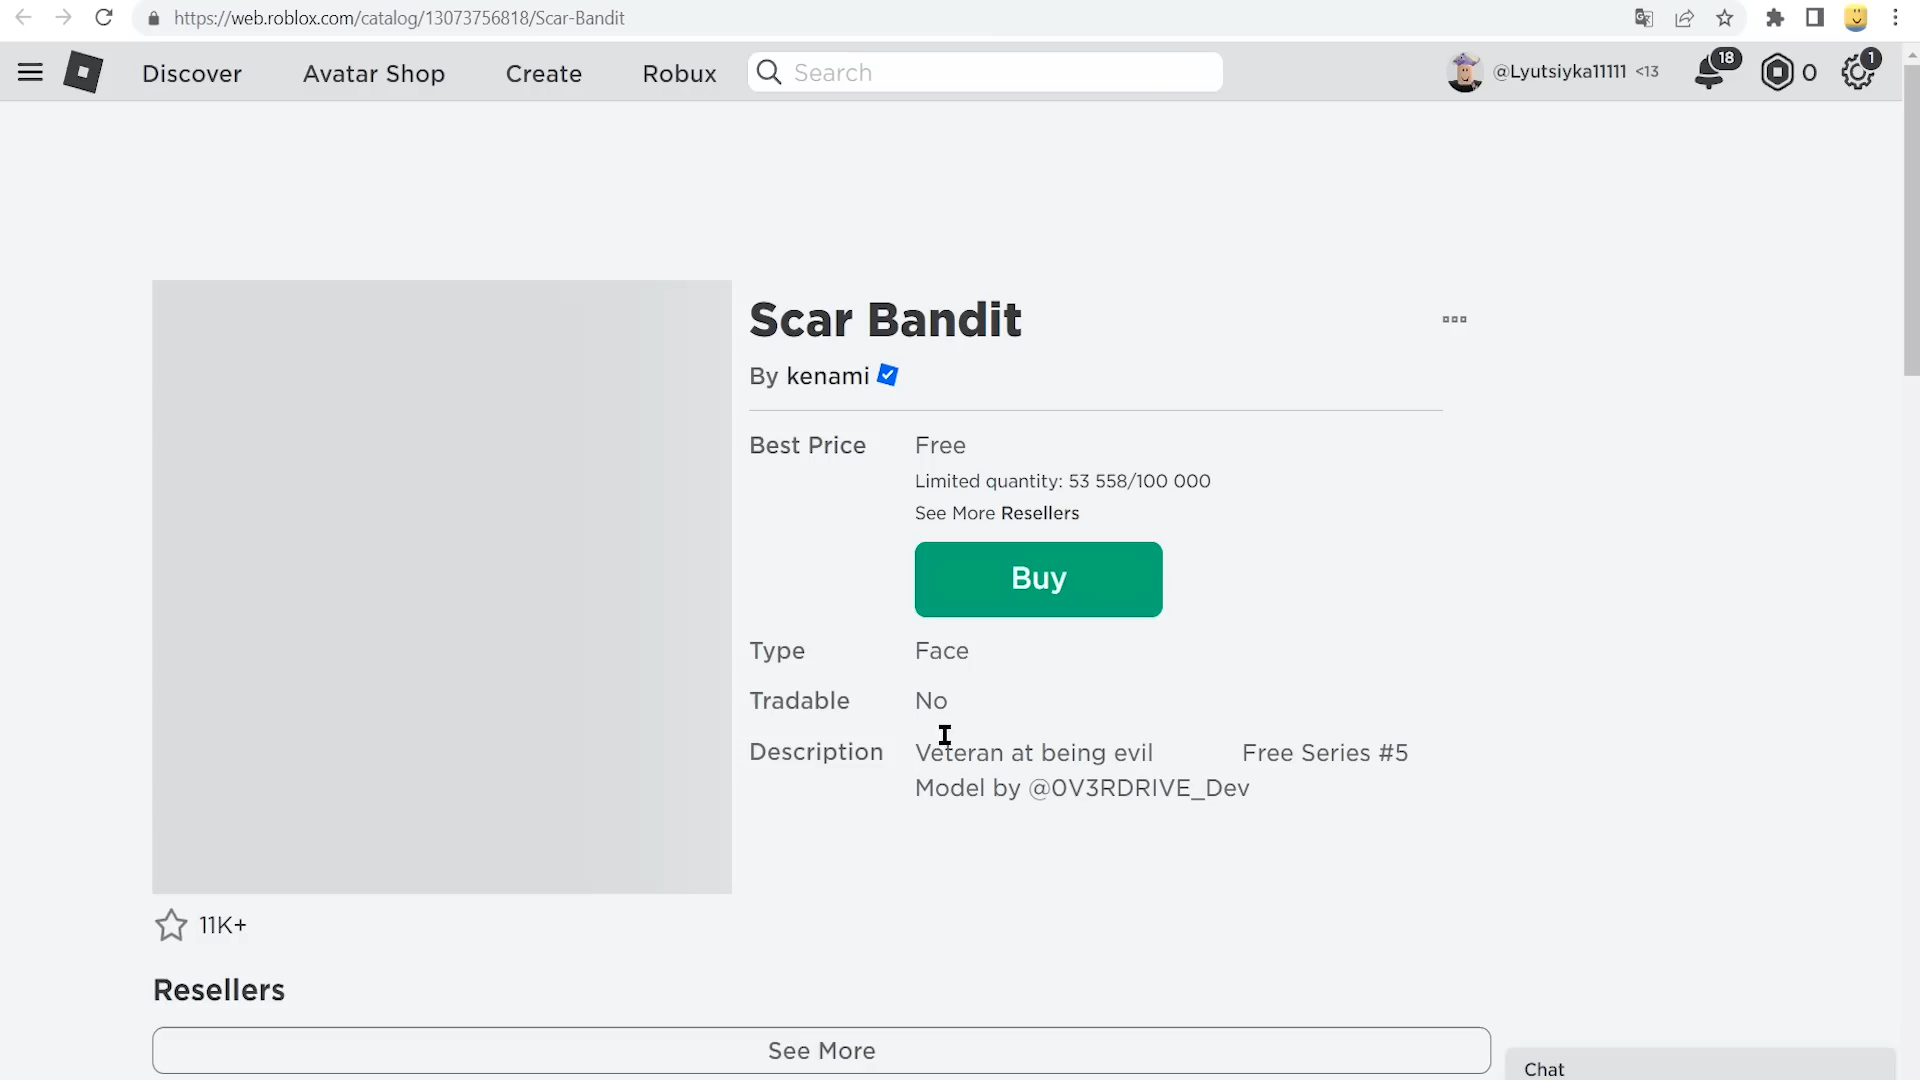 https://web.roblox.com/catalog/13073756818/Scar-Bandit
Discover
Avatar Shop
Create
Robux
Search
@Lyutsiyka11111 <13
18
0
1
Scar Bandit
By kenami
Best Price
Free
Limited quantity: 53 558/100 000
See More Resellers
Buy
Type
Face
Tradable
No
Description
Veteran at being evil Free Series #5
Model by @0V3RDRIVE_Dev
11K+
Resellers
See More
Chat